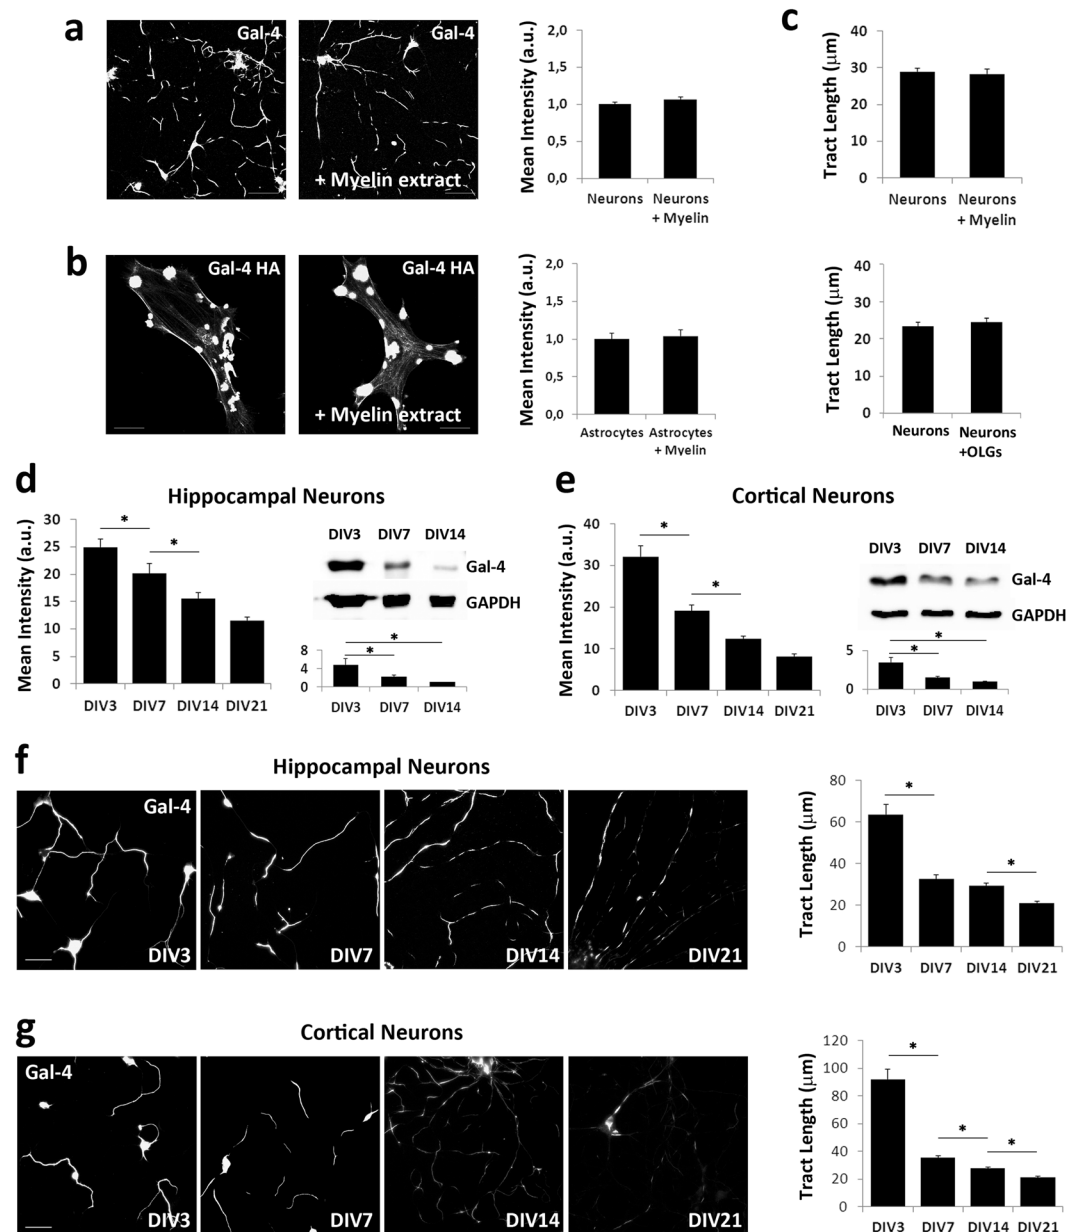 a
Gal-4
Gal-4
+ Myelin extract
Mean Intensity (a.u.)
2,0
1,5
1,0
0,5
0,0
Neurons
Neurons
+ Myelin
c
Tract Length (μm)
40
30
20
10
0
Neurons
Neurons
+ Myelin
b
Gal-4 HA
Gal-4 HA
+ Myelin extract
Mean Intensity (a.u.)
2,0
1,5
1,0
0,5
0,0
Astrocytes
Astrocytes
+ Myelin
Tract Length (μm)
40
30
20
10
0
Neurons
Neurons
+OLGs
d
Hippocampal Neurons
Mean Intensity (a.u.)
30
25
20
15
10
5
0
*
*
DIV3 DIV7 DIV14 DIV21
DIV3 DIV7 DIV14
Gal-4
GAPDH
8
4
0
*
*
DIV3 DIV7 DIV14
e
Cortical Neurons
Mean Intensity (a.u.)
40
30
20
10
0
*
*
DIV3 DIV7 DIV14 DIV21
DIV3 DIV7 DIV14
Gal-4
GAPDH
5
0
*
*
DIV3 DIV7 DIV14
f
Hippocampal Neurons
Gal-4
DIV3
DIV7
DIV14
DIV21
Tract Length (μm)
80
60
40
20
0
*
*
DIV3 DIV7 DIV14 DIV21
g
Cortical Neurons
Gal-4
DIV3
DIV7
DIV14
DIV21
Tract Length (μm)
120
100
80
60
40
20
0
*
*
*
DIV3 DIV7 DIV14 DIV21